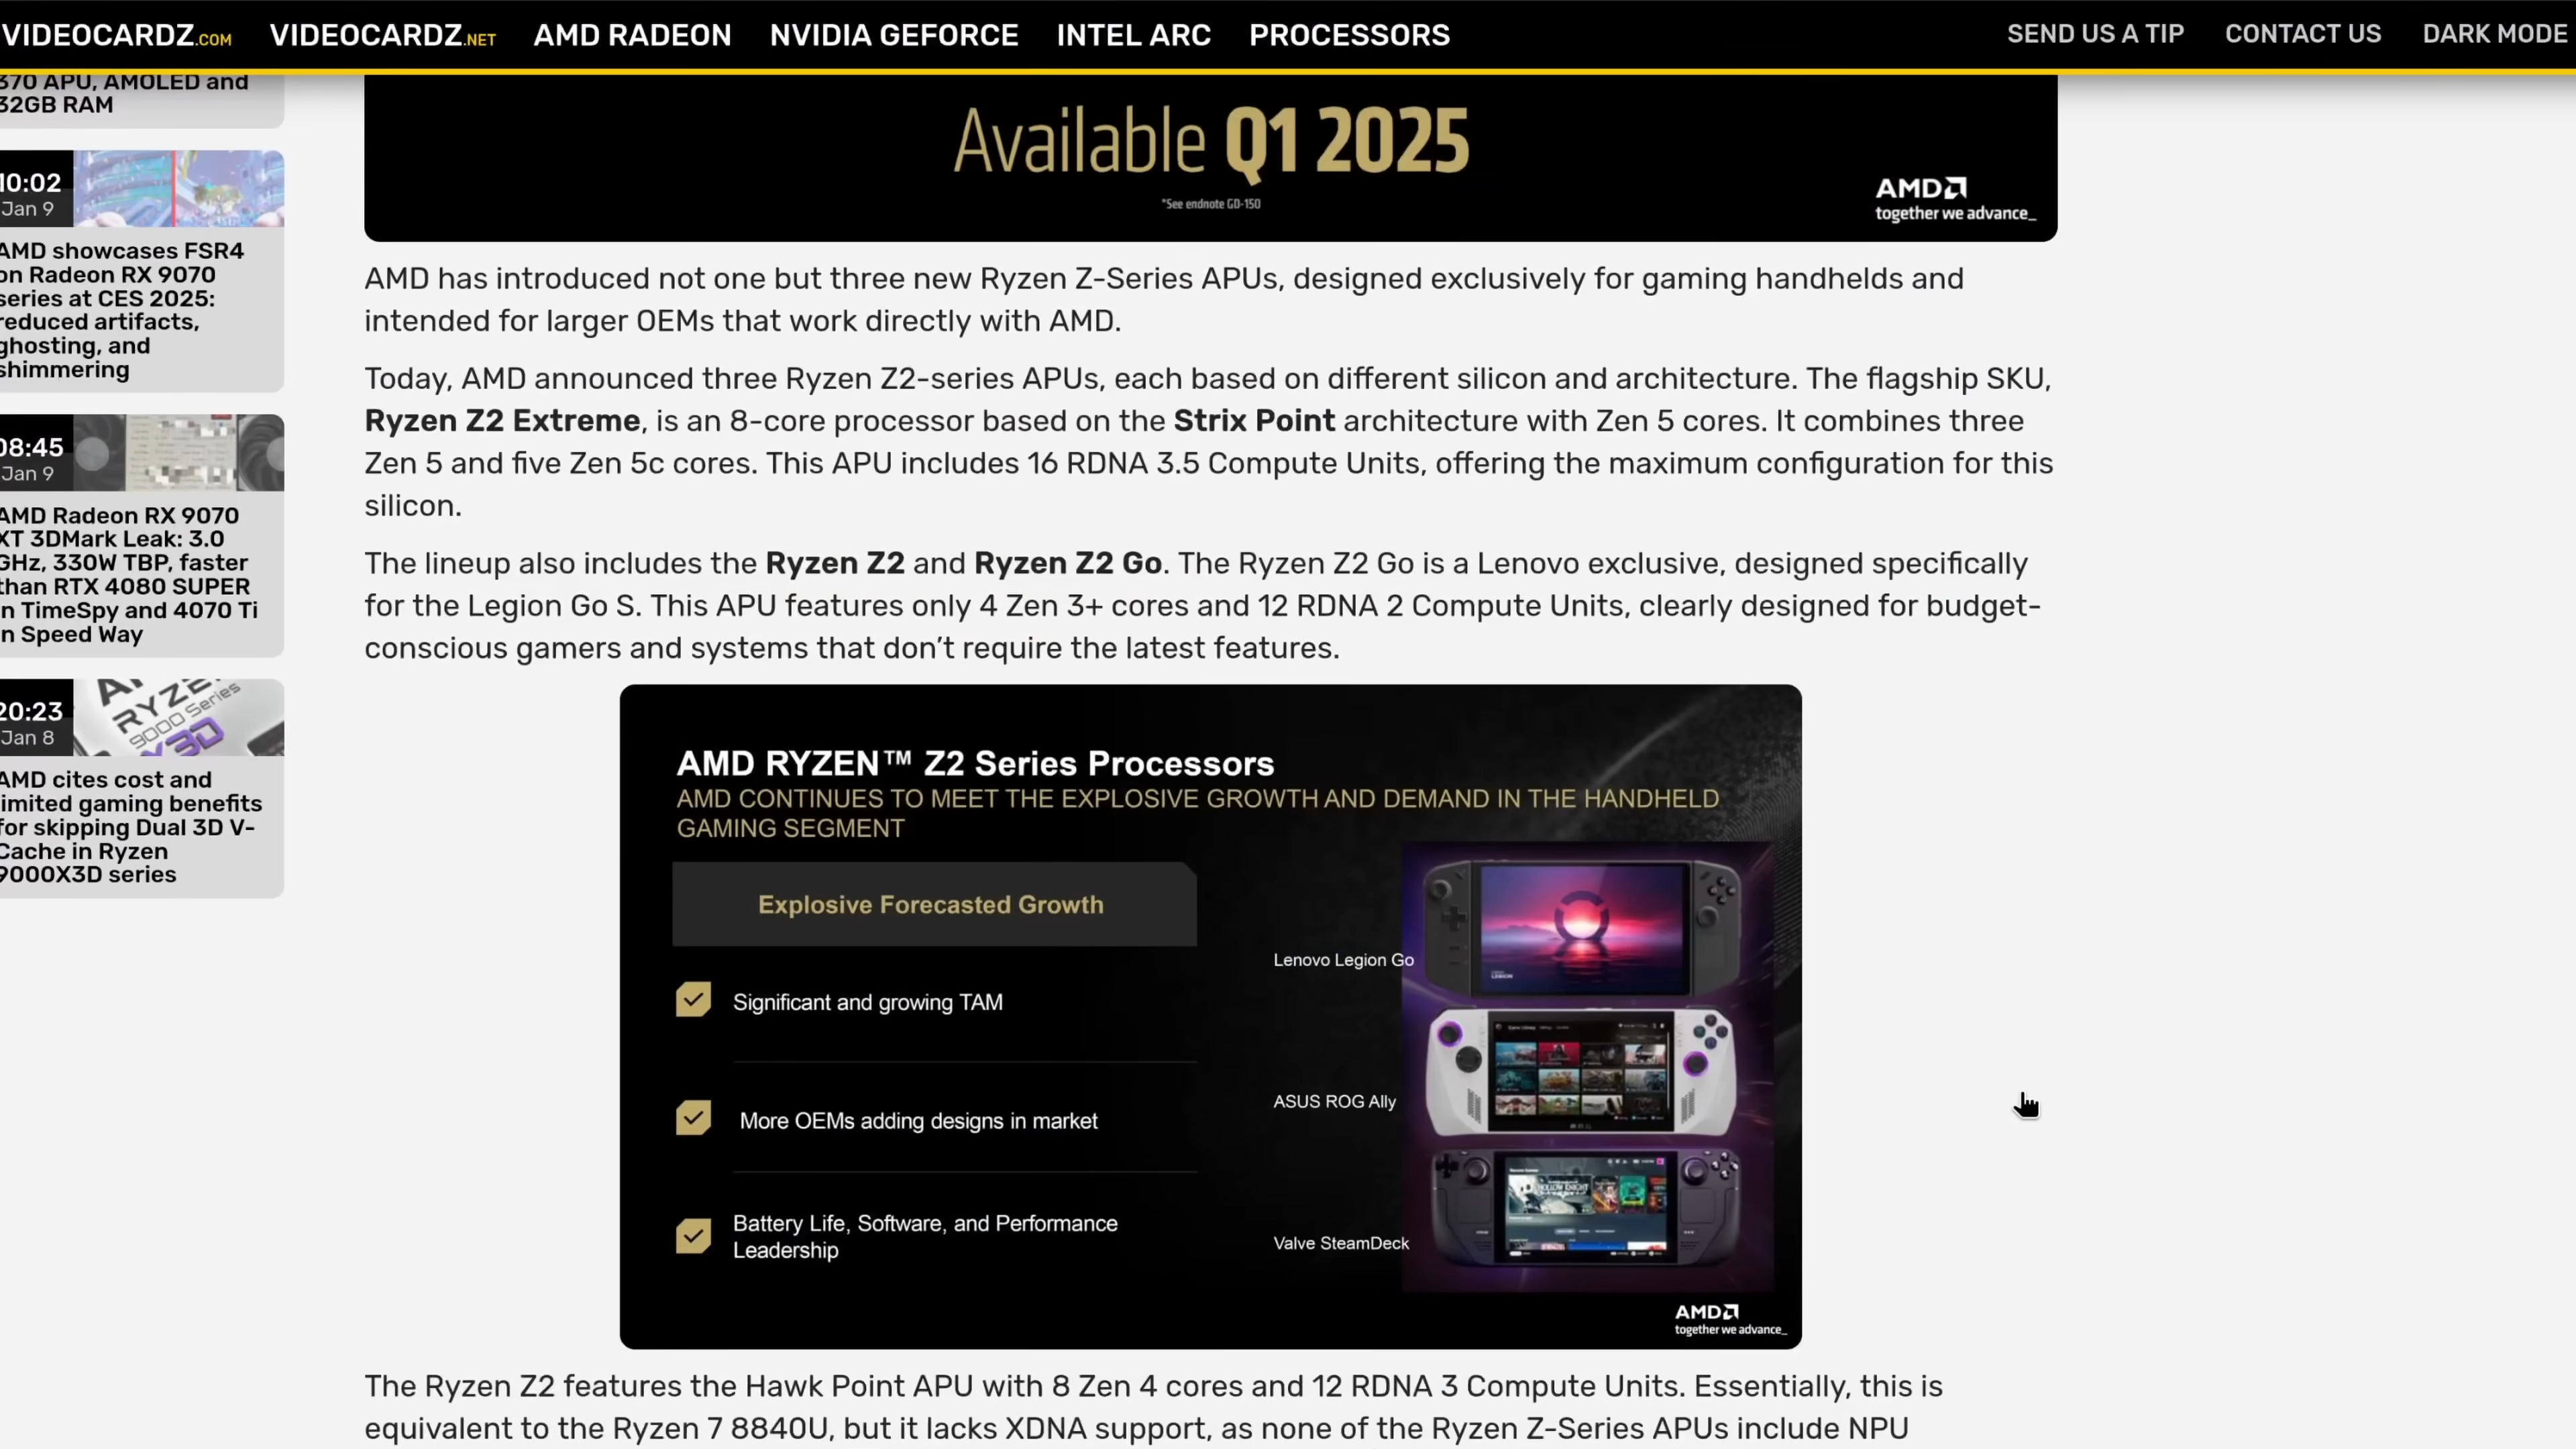 VIDEOCARDZ.COM VIDEOCARDZ.NET AMD RADEON NVIDIA GEFORCE INTEL ARC PROCESSORS SEND US A TIP CONTACT US DARK MODE
370 APU, AMOLED and
32GB RAM
10:02
Jan 9
AMD showcases FSR4
on Radeon RX 9070
series at CES 2025:
reduced artifacts,
ghosting, and
shimmering
08:45
Jan 9
AMD Radeon RX 9070
XT 3DMark Leak: 3.0
GHz, 330W TBP, faster
than RTX 4080 SUPER
in TimeSpy and 4070 Ti
in Speed Way
20:23
Jan 8
RYZEN
9000 Series
X3D
AMD cites cost and
limited gaming benefits
for skipping Dual 3D V-
Cache in Ryzen
9000X3D series
Available Q1 2025
*See endnote GD-150
AMD
together we advance_
AMD has introduced not one but three new Ryzen Z-Series APUs, designed exclusively for gaming handhelds and
intended for larger OEMs that work directly with AMD.
Today, AMD announced three Ryzen Z2-series APUs, each based on different silicon and architecture. The flagship SKU,
Ryzen Z2 Extreme, is an 8-core processor based on the Strix Point architecture with Zen 5 cores. It combines three
Zen 5 and five Zen 5c cores. This APU includes 16 RDNA 3.5 Compute Units, offering the maximum configuration for this
silicon.
The lineup also includes the Ryzen Z2 and Ryzen Z2 Go. The Ryzen Z2 Go is a Lenovo exclusive, designed specifically
for the Legion Go S. This APU features only 4 Zen 3+ cores and 12 RDNA 2 Compute Units, clearly designed for budget-
conscious gamers and systems that don't require the latest features.
AMD RYZEN™ Z2 Series Processors
AMD CONTINUES TO MEET THE EXPLOSIVE GROWTH AND DEMAND IN THE HANDHELD
GAMING SEGMENT
Explosive Forecasted Growth
Significant and growing TAM
More OEMs adding designs in market
Battery Life, Software, and Performance
Leadership
Lenovo Legion Go
ASUS ROG Ally
Valve SteamDeck
AMD
together we advance_
The Ryzen Z2 features the Hawk Point APU with 8 Zen 4 cores and 12 RDNA 3 Compute Units. Essentially, this is
equivalent to the Ryzen 7 8840U, but it lacks XDNA support, as none of the Ryzen Z-Series APUs include NPU